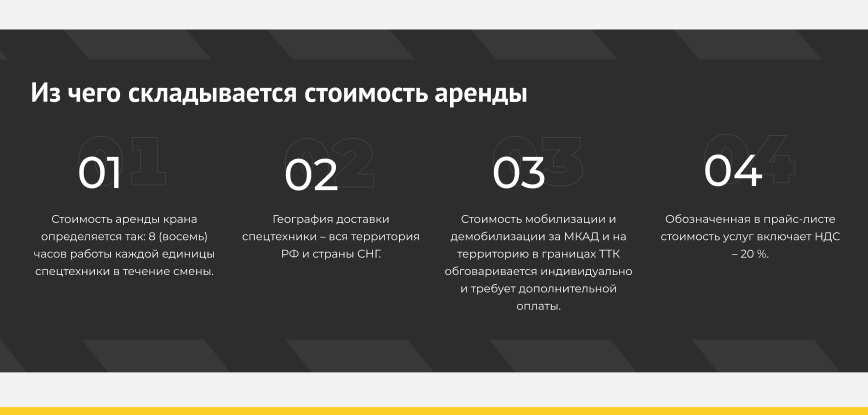 Из чего складывается стоимость аренды
01
Стоимость аренды крана
определяется так: 8 (восемь)
часов работы каждой единицы
спецтехники в течение смены.
02
География доставки
спецтехники – вся территория
РФ и страны СНГ.
03
Стоимость мобилизации и
демобилизации за МКАД и на
территорию в границах ТТК
обговаривается индивидуально
и требует дополнительной
оплаты.
04
Обозначенная в прайс-листе
стоимость услуг включает НДС
– 20 %.